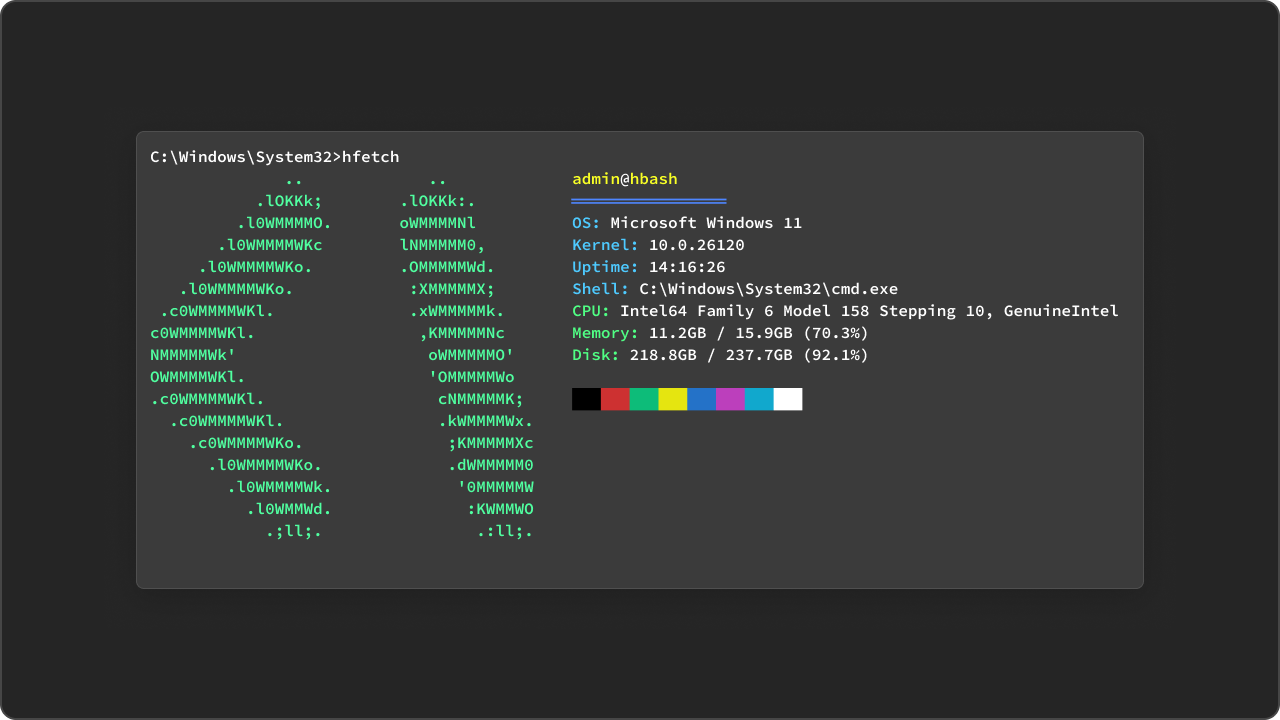 C:\Windows\System32>hfetch
              ..             ..
           .lOKKk;        .lOKKk:.
         .l0WMMMMO.       oWMMMMNl
       .l0WMMMMWKc        lNMMMMM0,
     .l0WMMMMWKo.         .OMMMMMWd.
   .l0WMMMMWKo.            :XMMMMMX;
 .c0WMMMMWKl.              .xWMMMMMk.
c0WMMMMWKl.                 ,KMMMMMNc
NMMMMMWk'                    oWMMMMMO'
OWMMMMWKl.                   'OMMMMMWo
.c0WMMMMWKl.                  cNMMMMMK;
  .c0WMMMMWKl.                .kWMMMMWx.
    .c0WMMMMWKo.               ;KMMMMMXc
      .l0WMMMMWKo.             .dWMMMMM0
        .l0WMMMMWk.             '0MMMMMW
          .l0WMMWd.              :KWMMWO
            .;ll;.                .:ll;.
admin@hbash
════════════════
OS: Microsoft Windows 11
Kernel: 10.0.26120
Uptime: 14:16:26
Shell: C:\Windows\System32\cmd.exe
CPU: Intel64 Family 6 Model 158 Stepping 10, GenuineIntel
Memory: 11.2GB / 15.9GB (70.3%)
Disk: 218.8GB / 237.7GB (92.1%)